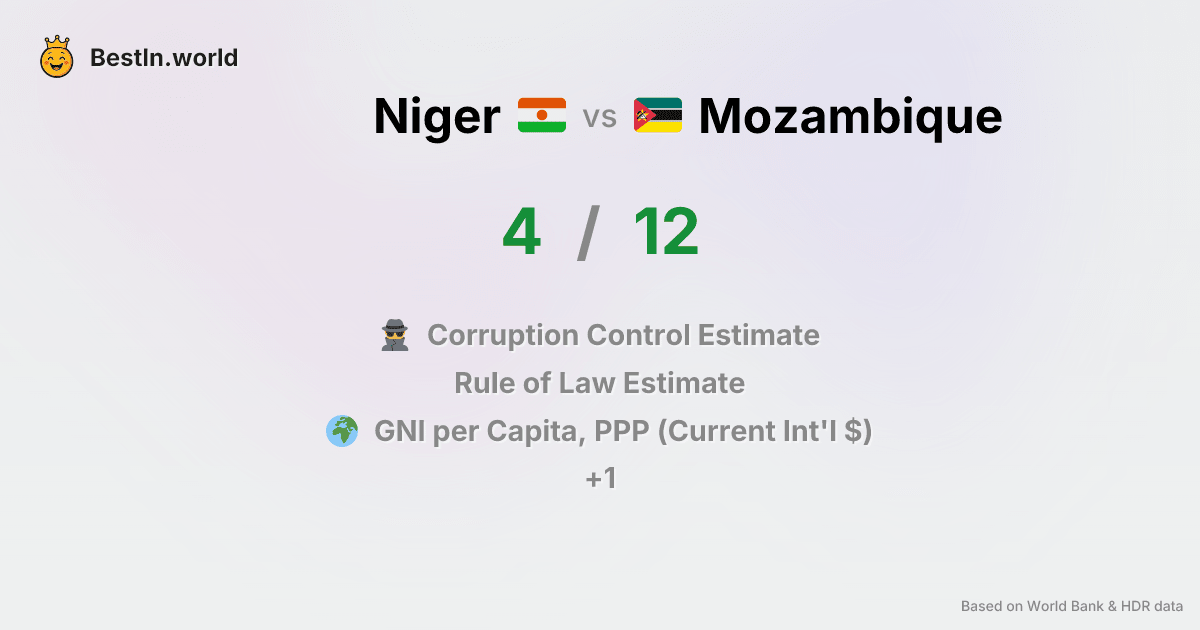 BestIn.world
Niger vs Mozambique
4 / 12
Corruption Control Estimate
Rule of Law Estimate
GNI per Capita, PPP (Current Int'l $)
+1
Based on World Bank & HDR data